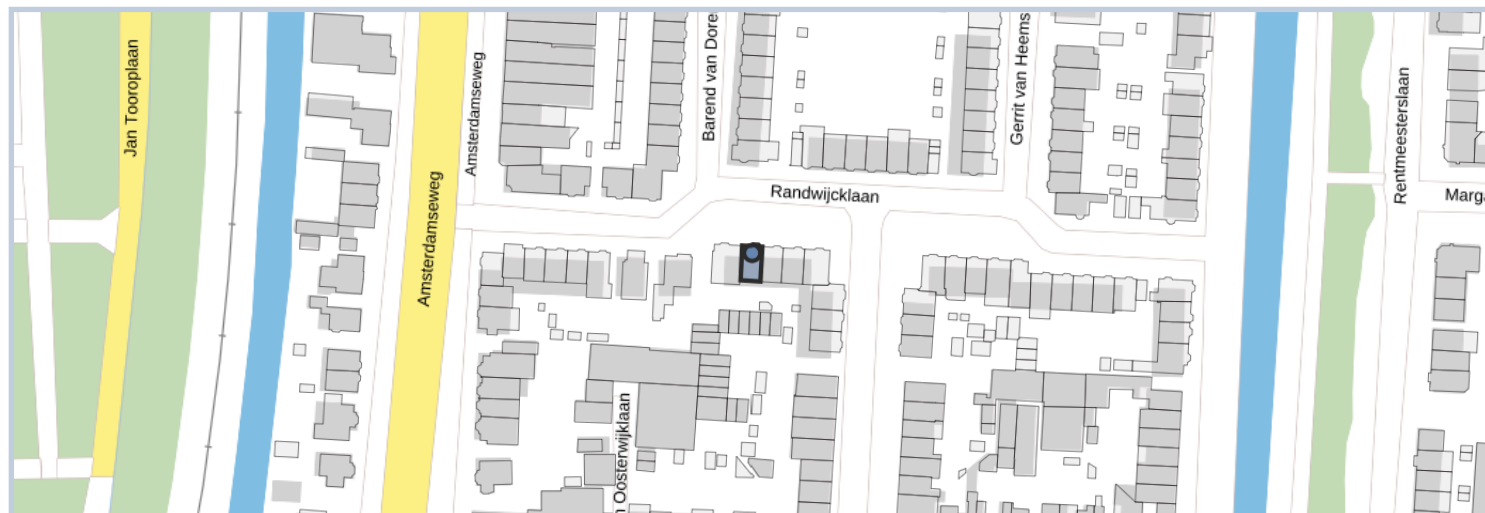 Jan Tooroplaan
Amsterdamseweg
Amsterdamseweg
Barend van Dore
Gerrit van Heems
Randwijcklaan
Rentmeesterslaan
Marga
n Oosterwijklaan